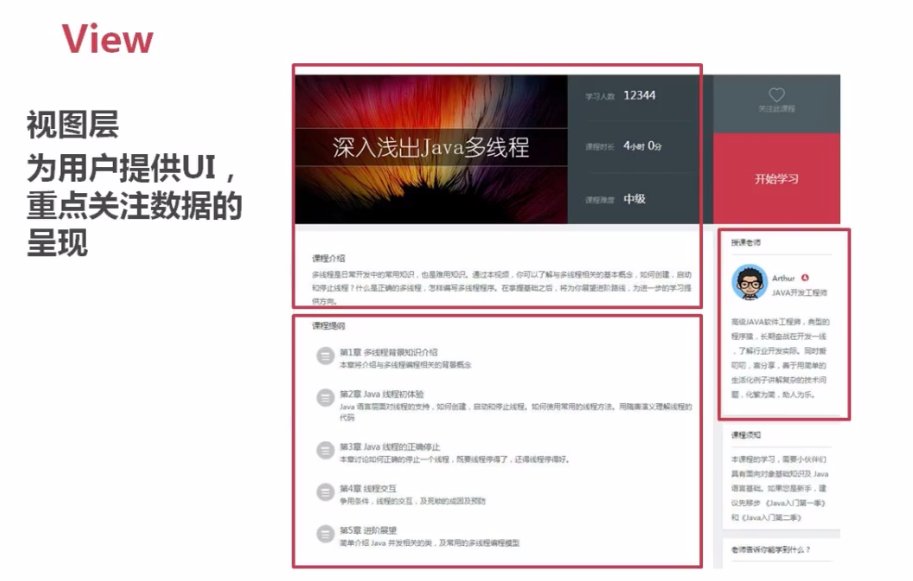 View
视图层
为用户提供UI，
重点关注数据的
呈现
深入浅出Java多线程
学习人数 12344
课程时长 4小时 0分
课程难度 中级
关注此课程
开始学习
课程介绍
多线程是日常开发中的常用知识，也是难用知识。通过本视频，你可以了解与多线程相关的基本概念，如何创建，启动
和停止线程？什么是正确的多线程，怎样编写多线程程序。在掌握基础之后，将为你展望进阶路线，为进一步的学习提
供方向。
课程提纲
第1章 多线程背景知识介绍
本章将介绍与多线程编程相关的背景概念
第2章 Java 线程初体验
Java 语言层面对线程的支持，如何创建，启动和停止线程。如何使用常用的线程方法。用隋唐演义理解线程的
代码
第3章 Java 线程的正确停止
本章讨论如何正确的停止一个线程，既要线程停得了，还得线程停得好。
第4章 线程交互
争用条件，线程的交互，及死锁的成因及预防
第5章 进阶展望
简单介绍 Java 并发相关的类，及常用的多线程编程模型
授课老师
Arthur
JAVA开发工程师
高级JAVA软件工程师，典型的
程序猿，长期奋战在开发一线
，了解行业开发实际。同时爱
叨叨，喜分享，善于用简单的
生活化例子讲解复杂的技术问
题，化繁为简，助人为乐。
课程须知
本课程的学习，需要小伙伴们
具有面向对象基础知识及 Java
语言基础。如果您是新手，建
议先移步 《Java入门第一季》
和《Java入门第二季》
老师告诉你能学到什么？